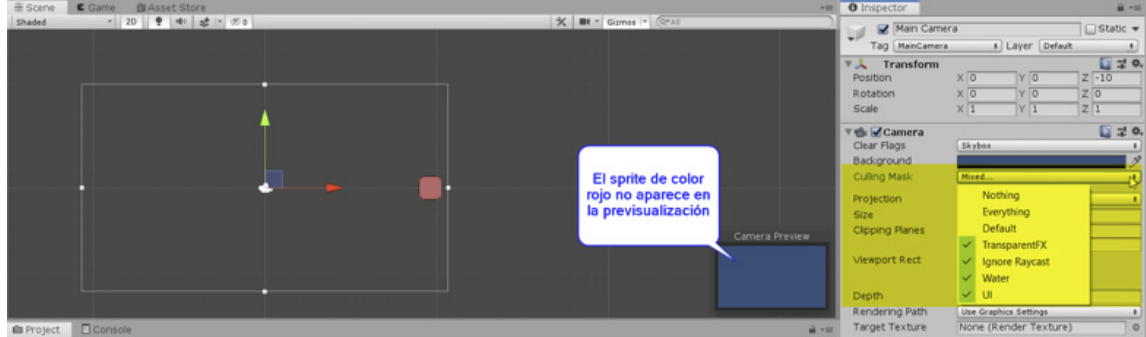 Scene Game Asset Store
Shaded 2D 0 Gizmos All
Inspector
Main Camera Static
Tag MainCamera Layer Default
Transform
Position X 0 Y 0 Z -10
Rotation X 0 Y 0 Z 0
Scale X 1 Y 1 Z 1
Camera
Clear Flags Skybox
Background
Culling Mask Mixed...
Projection
Size
Clipping Planes
Viewport Rect
Depth
Nothing
Everything
Default
TransparentFX
Ignore Raycast
Water
UI
Rendering Path Use Graphics Settings
Target Texture None (Render Texture)
El sprite de color
rojo no aparece en
la previsualización
Camera Preview
Project Console